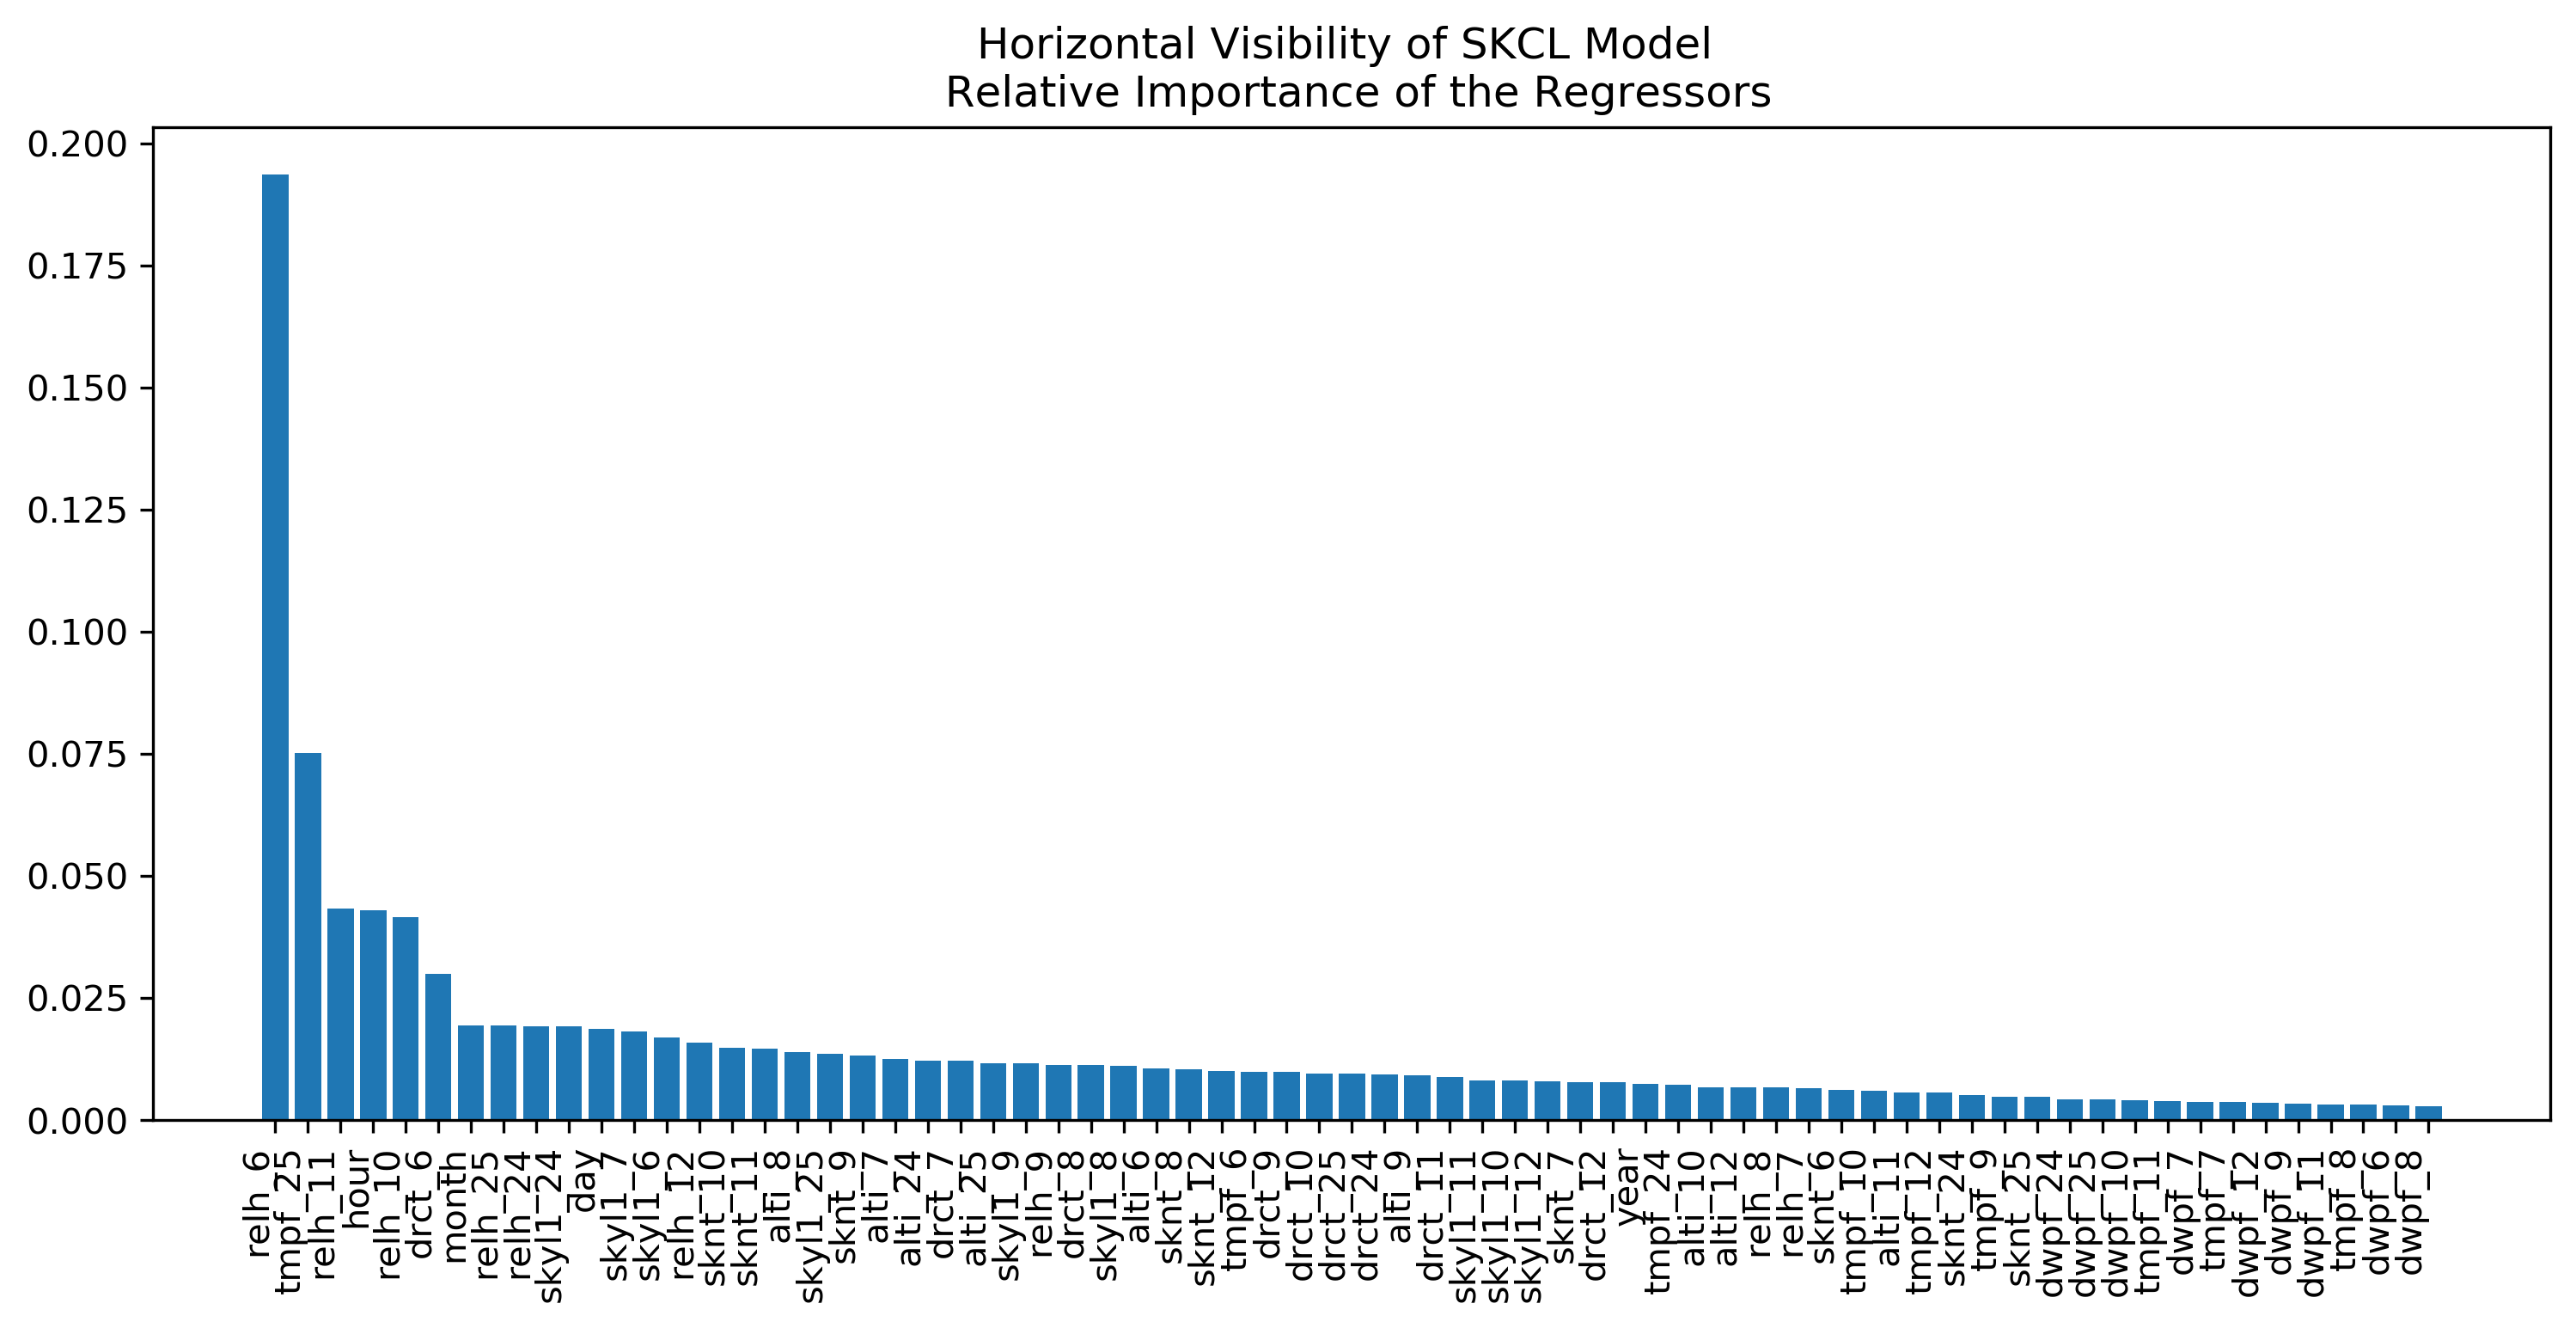 Horizontal Visibility of SKCL Model
Relative Importance of the Regressors
0.200
0.175
0.150
0.125
0.100
0.075
0.050
0.025
0.000
relh_6
tmpf_25
relh_11
hour
relh_10
drct_6
month
relh_25
relh_24
skyl1_24
day
skyl1_7
skyl1_6
relh_12
sknt_10
sknt_11
alti_8
skyl1_25
sknt_9
alti_7
alti_24
drct_7
alti_25
skyl1_9
relh_9
drct_8
skyl1_8
alti_6
sknt_8
sknt_12
tmpf_6
drct_9
drct_10
drct_25
drct_24
alti_9
drct_11
skyl1_11
skyl1_10
skyl1_12
sknt_7
drct_12
year
tmpf_24
alti_10
alti_12
relh_8
relh_7
sknt_6
tmpf_10
alti_11
tmpf_12
sknt_24
tmpf_9
sknt_25
dwpf_24
dwpf_25
dwpf_10
tmpf_11
dwpf_7
tmpf_7
dwpf_12
dwpf_9
dwpf_11
tmpf_8
dwpf_6
dwpf_8